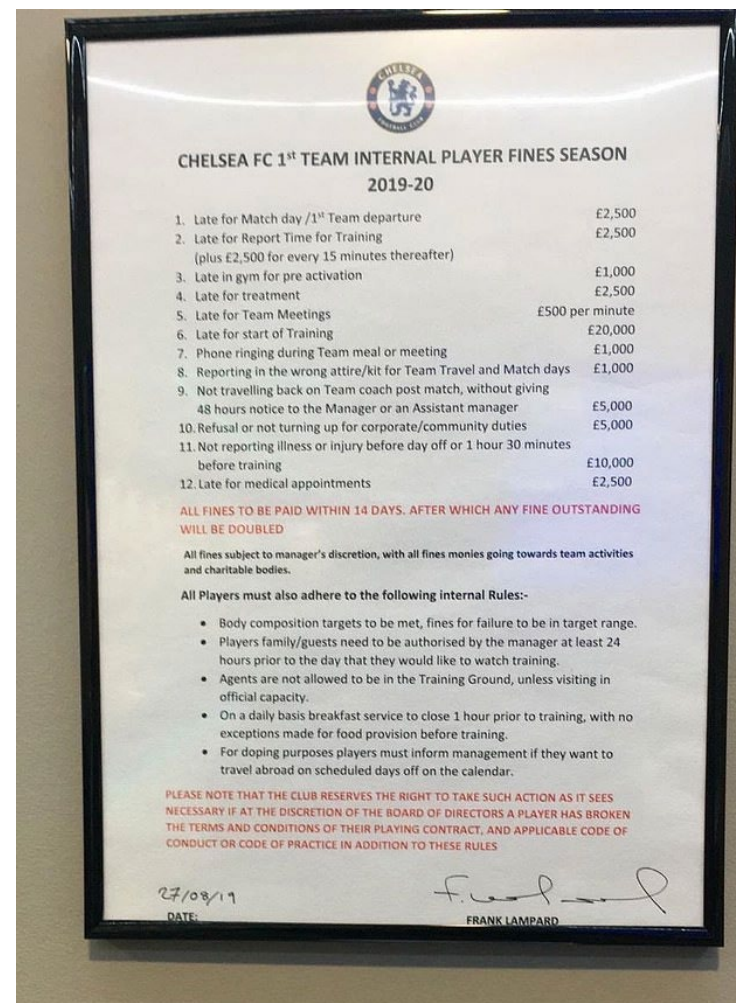 CHELSEA
FOOTBALL CLUB
CHELSEA FC 1st TEAM INTERNAL PLAYER FINES SEASON
2019-20
1. Late for Match day /1st Team departure £2,500
2. Late for Report Time for Training £2,500
(plus £2,500 for every 15 minutes thereafter)
3. Late in gym for pre activation £1,000
4. Late for treatment £2,500
5. Late for Team Meetings £500 per minute
6. Late for start of Training £20,000
7. Phone ringing during Team meal or meeting £1,000
8. Reporting in the wrong attire/kit for Team Travel and Match days £1,000
9. Not travelling back on Team coach post match, without giving
48 hours notice to the Manager or an Assistant manager £5,000
10. Refusal or not turning up for corporate/community duties £5,000
11. Not reporting illness or injury before day off or 1 hour 30 minutes
before training £10,000
12. Late for medical appointments £2,500
ALL FINES TO BE PAID WITHIN 14 DAYS. AFTER WHICH ANY FINE OUTSTANDING
WILL BE DOUBLED
All fines subject to manager's discretion, with all fines monies going towards team activities
and charitable bodies.
All Players must also adhere to the following internal Rules:-
• Body composition targets to be met, fines for failure to be in target range.
• Players family/guests need to be authorised by the manager at least 24
hours prior to the day that they would like to watch training.
• Agents are not allowed to be in the Training Ground, unless visiting in
official capacity.
• On a daily basis breakfast service to close 1 hour prior to training, with no
exceptions made for food provision before training.
• For doping purposes players must inform management if they want to
travel abroad on scheduled days off on the calendar.
PLEASE NOTE THAT THE CLUB RESERVES THE RIGHT TO TAKE SUCH ACTION AS IT SEES
NECESSARY IF AT THE DISCRETION OF THE BOARD OF DIRECTORS A PLAYER HAS BROKEN
THE TERMS AND CONDITIONS OF THEIR PLAYING CONTRACT, AND APPLICABLE CODE OF
CONDUCT OR CODE OF PRACTICE IN ADDITION TO THESE RULES
27/08/19
DATE: FRANK LAMPARD